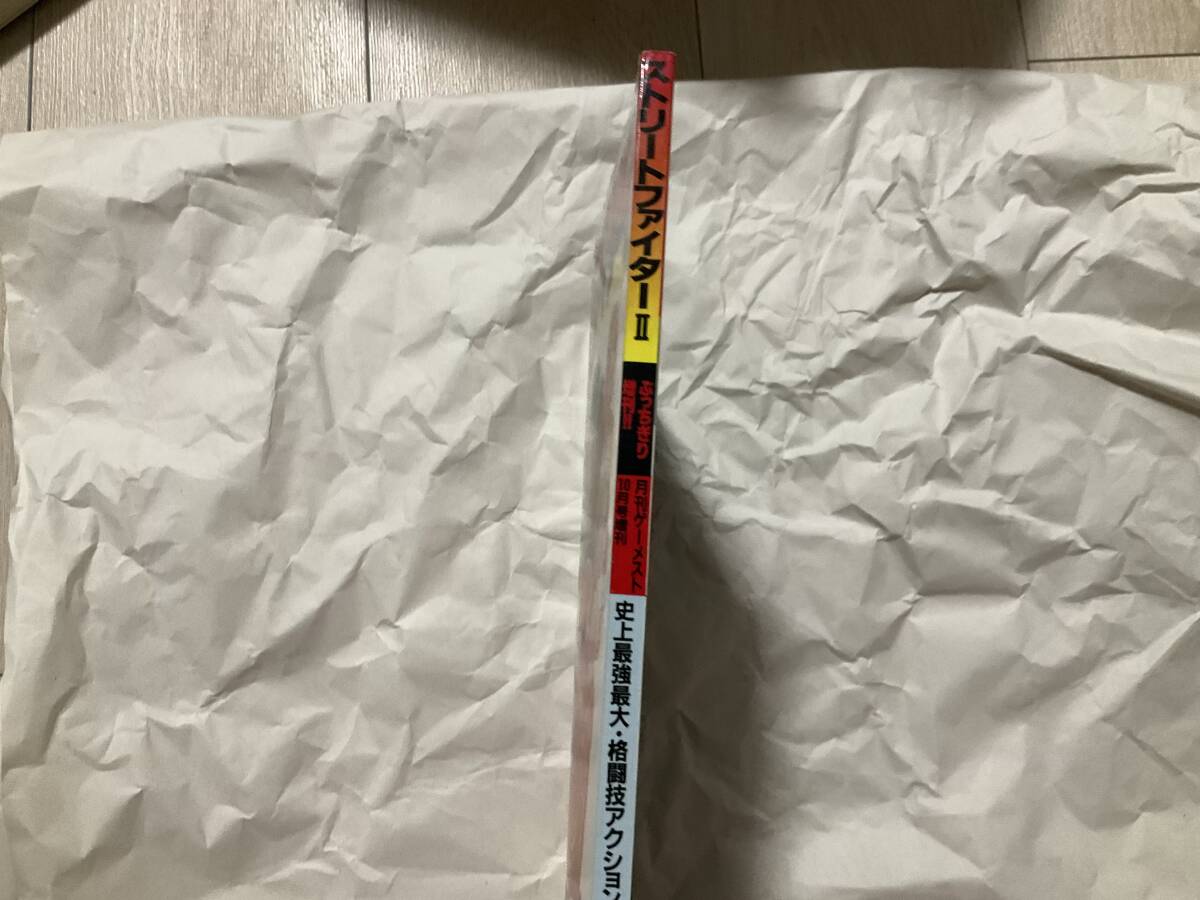 ストリートファイターⅡ
ぶっちぎり
増刊!!
月刊ゲーメスト
10月号増刊
史上最強最大・格闘技アクション